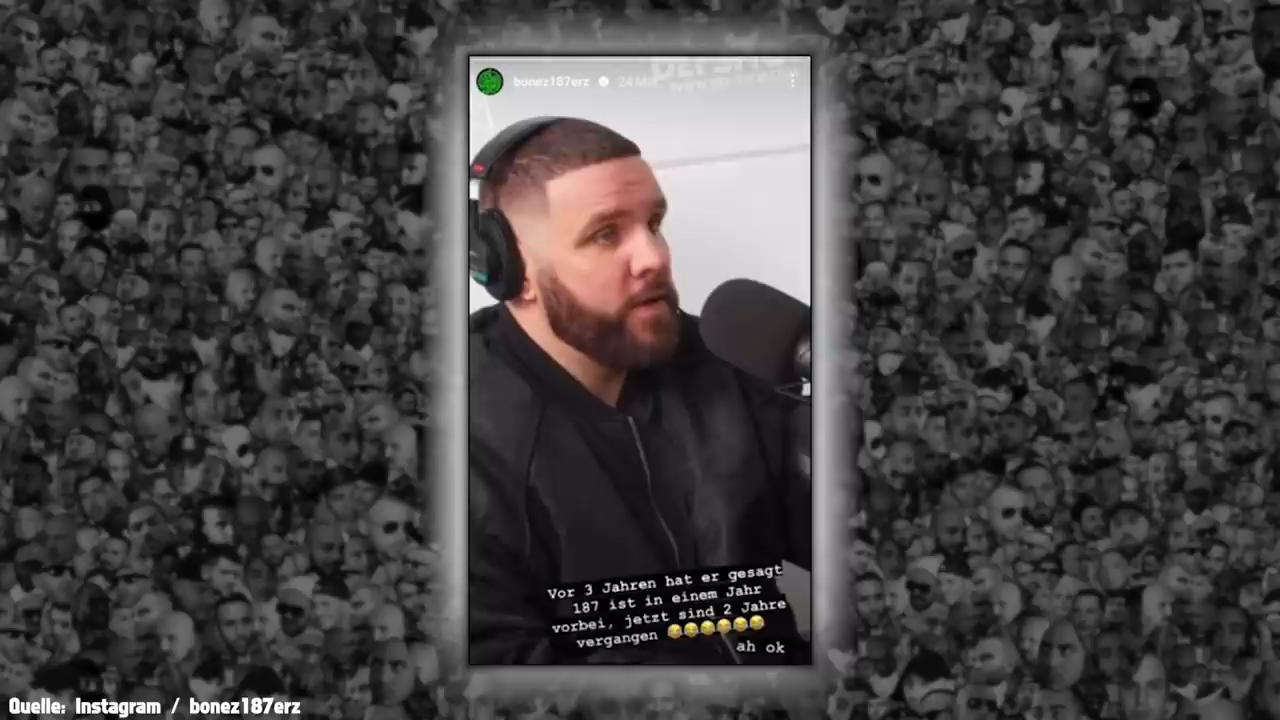 bonez187erz
Vor 3 Jahren hat er gesagt
187 ist in einem Jahr
vorbei, jetzt sind 2 Jahre
vergangen 😂😂😂😂😂😂
ah ok
Quelle: Instagram / bonez187erz